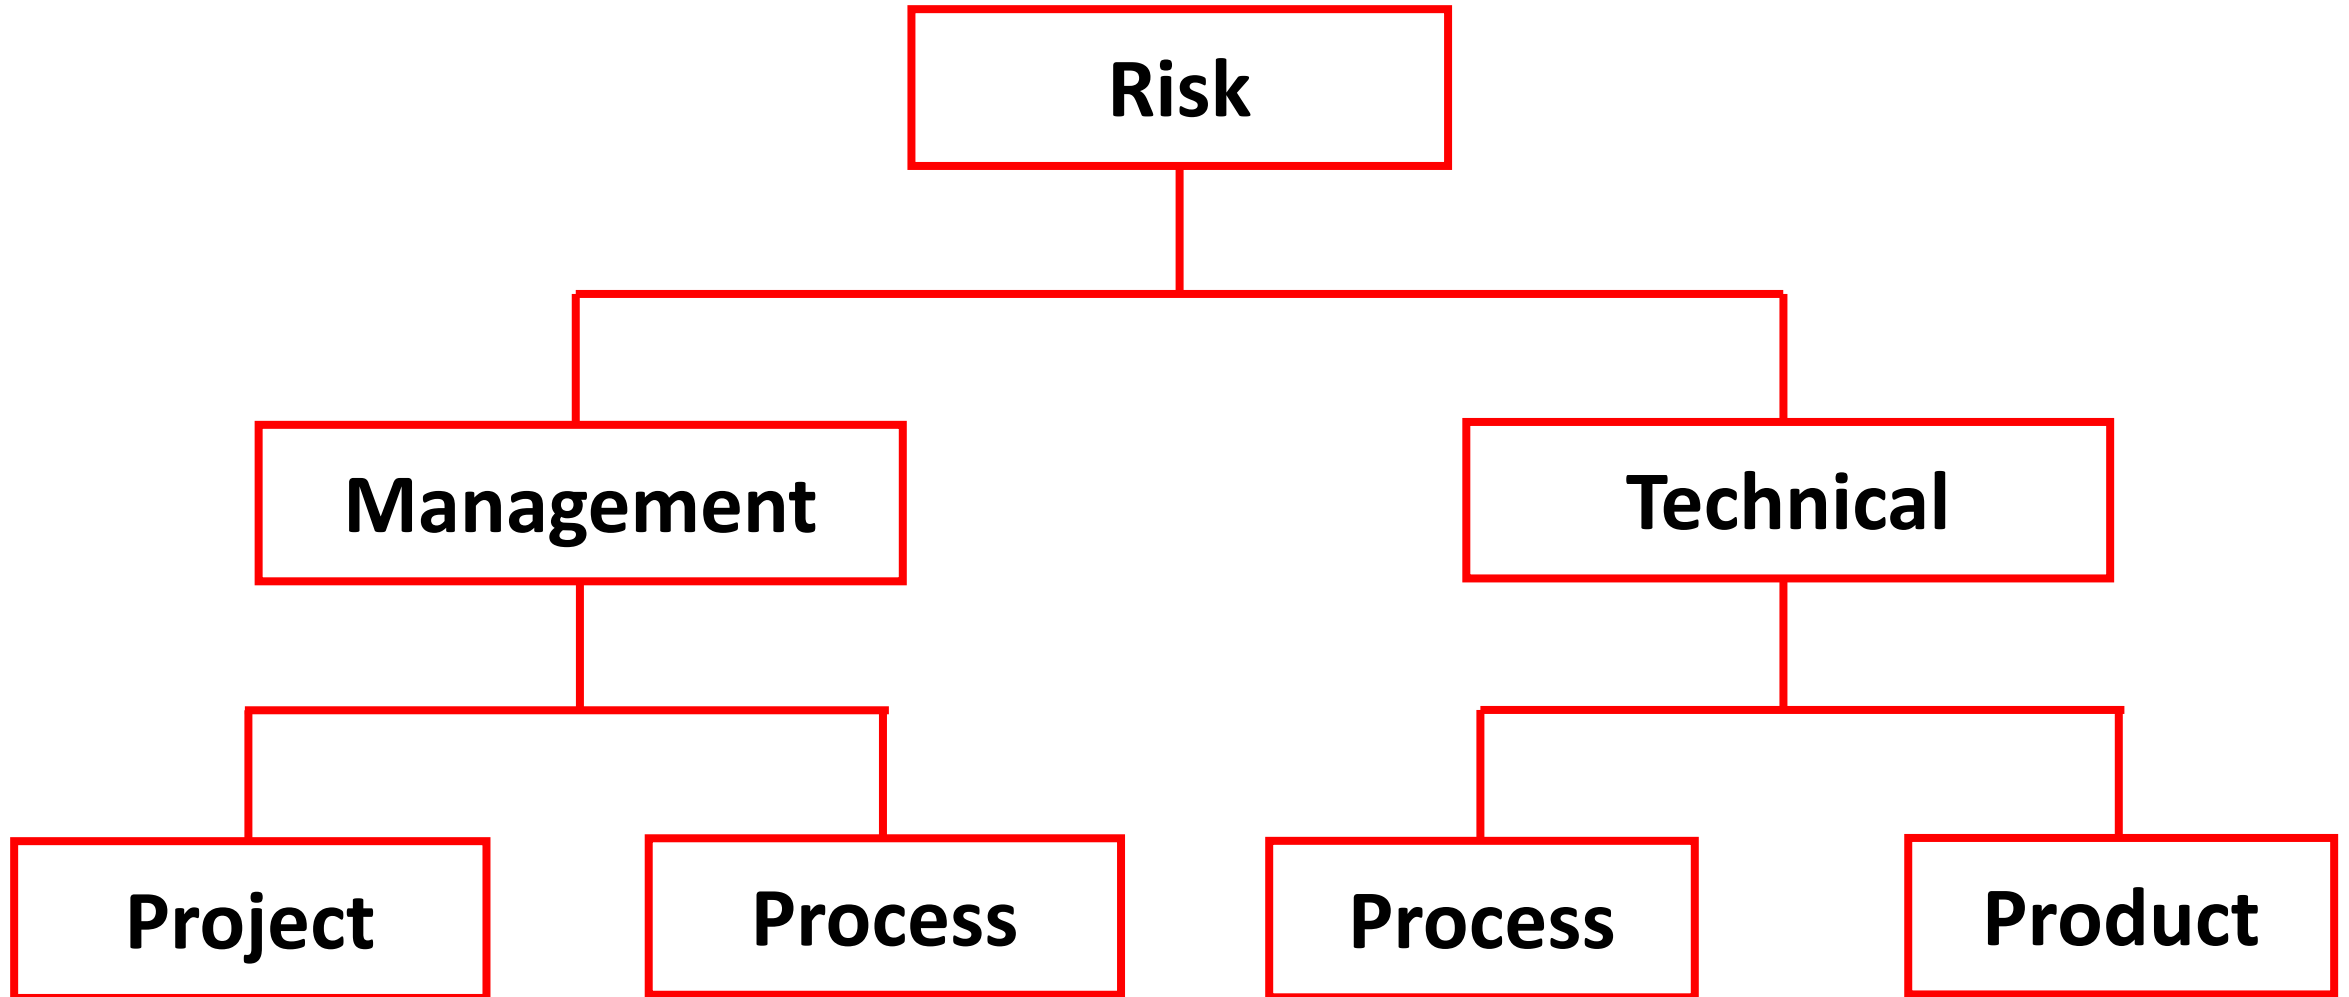 Risk
Management
Technical
Project
Process
Process
Product